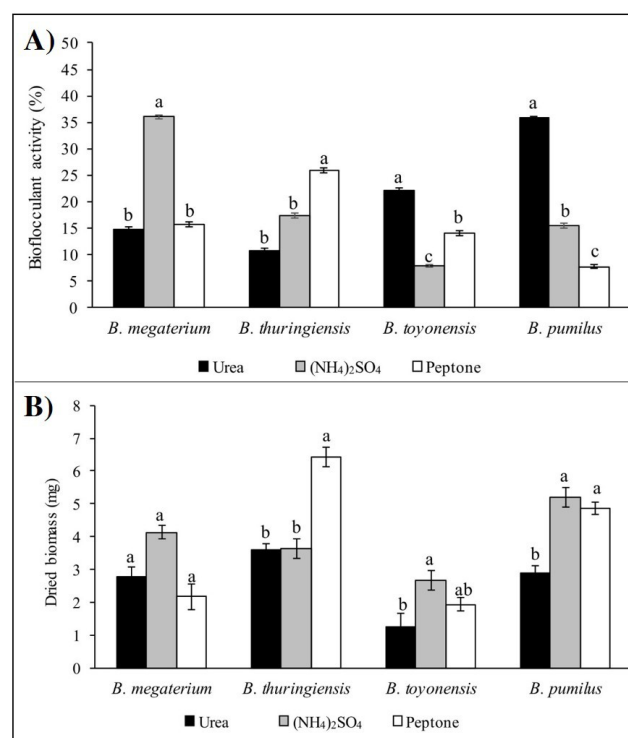 A)
Bioflocculant activity (%)
50
45
40
35
30
25
20
15
10
5
0
b a b
b b a
a c b
a b c
B. megaterium B. thuringiensis B. toyonensis B. pumilus
Urea (NH₄)₂SO₄ Peptone
B)
Dried biomass (mg)
8
7
6
5
4
3
2
1
0
a a a
b b a
b a ab
b a a
B. megaterium B. thuringiensis B. toyonensis B. pumilus
Urea (NH₄)₂SO₄ Peptone